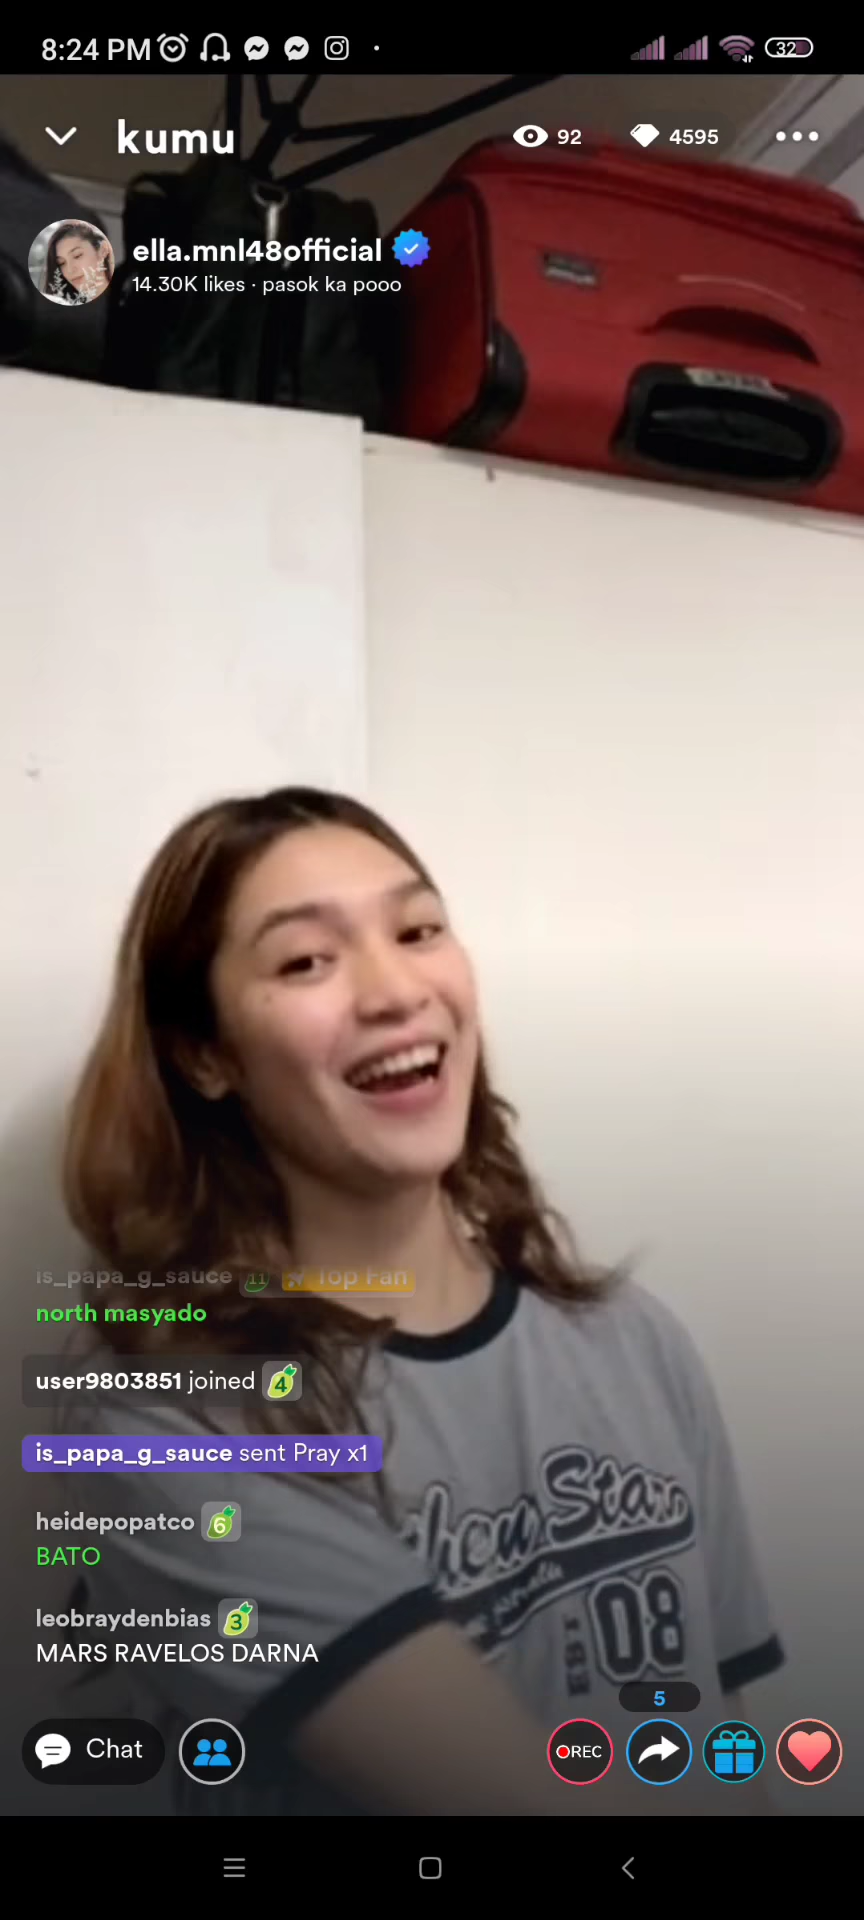 8:24 PM
32
kumu
92
4595
ella.mnl48official
14.30K likes · pasok ka pooo
is_papa_g_sauce 11 Top Fan
north masyado
user9803851 joined 4
is_papa_g_sauce sent Pray x1
heidepopatco 6
BATO
leobraydenbias 3
MARS RAVELOS DARNA
Stars
08
183
5
Chat
REC